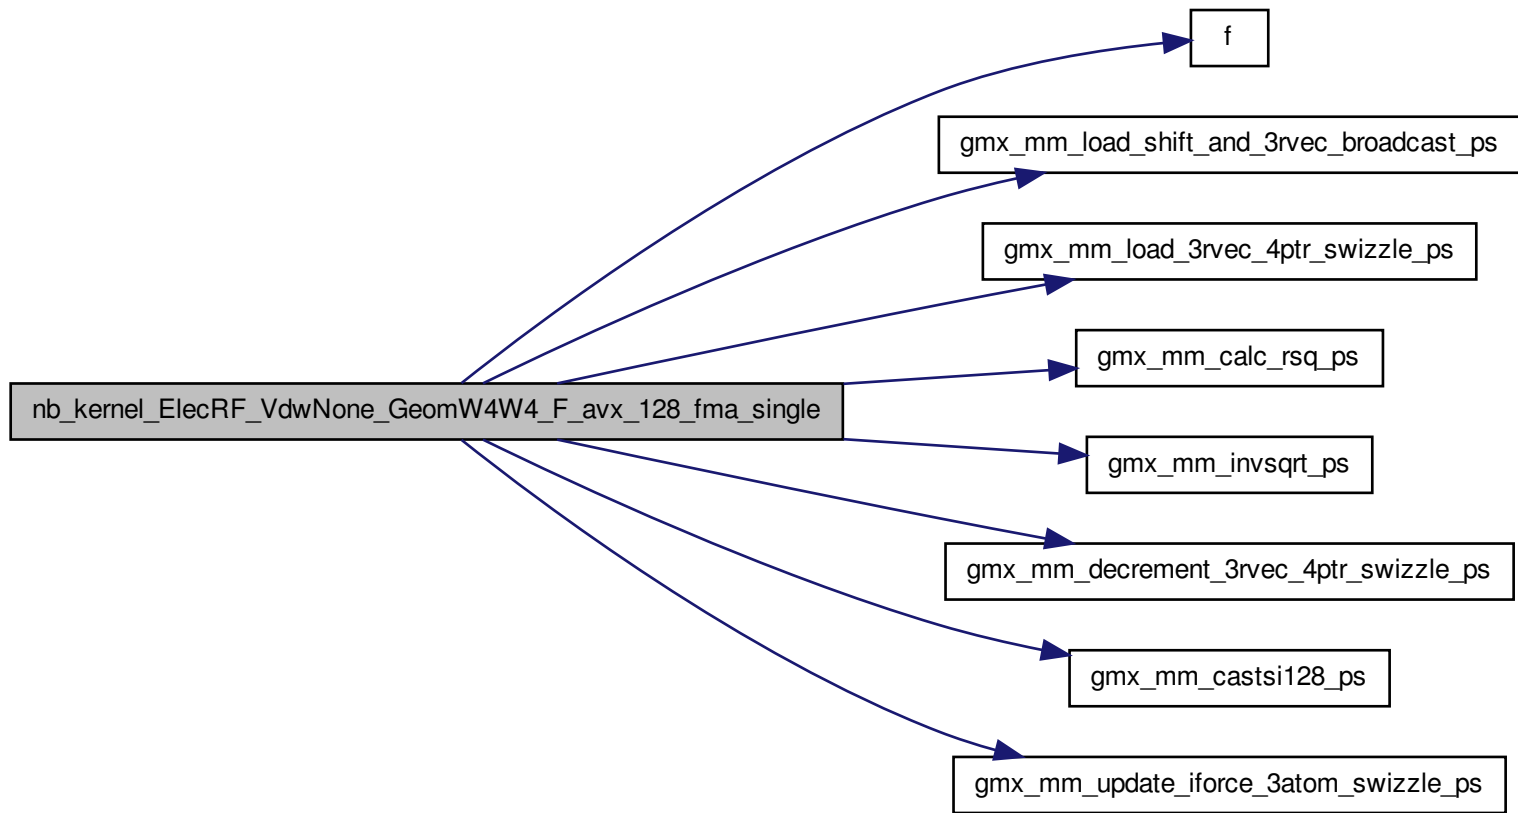 f
gmx_mm_load_shift_and_3rvec_broadcast_ps
gmx_mm_load_3rvec_4ptr_swizzle_ps
gmx_mm_calc_rsq_ps
nb_kernel_ElecRF_VdwNone_GeomW4W4_F_avx_128_fma_single
gmx_mm_invsqrt_ps
gmx_mm_decrement_3rvec_4ptr_swizzle_ps
gmx_mm_castsi128_ps
gmx_mm_update_iforce_3atom_swizzle_ps